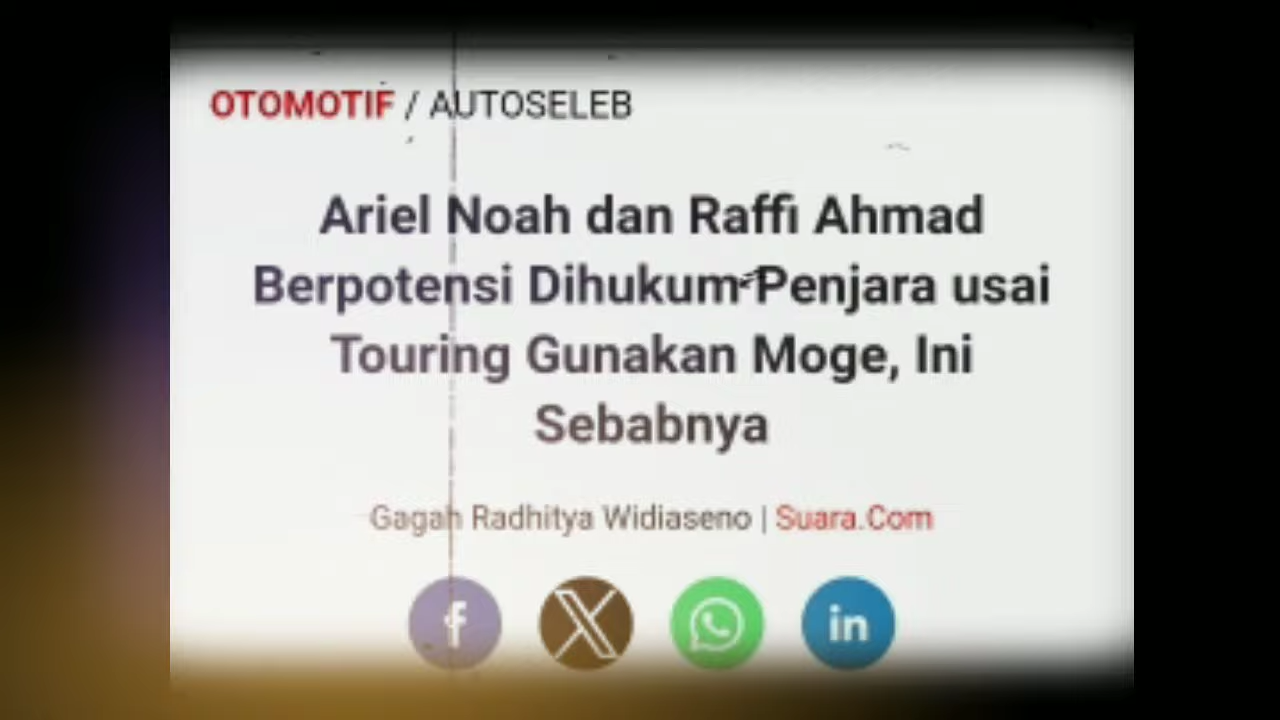 OTOMOTIF / AUTOSELEB
Ariel Noah dan Raffi Ahmad
Berpotensi Dihukum Penjara usai
Touring Gunakan Moge, Ini
Sebabnya
Gagah Radhitya Widiaseno | Suara.Com